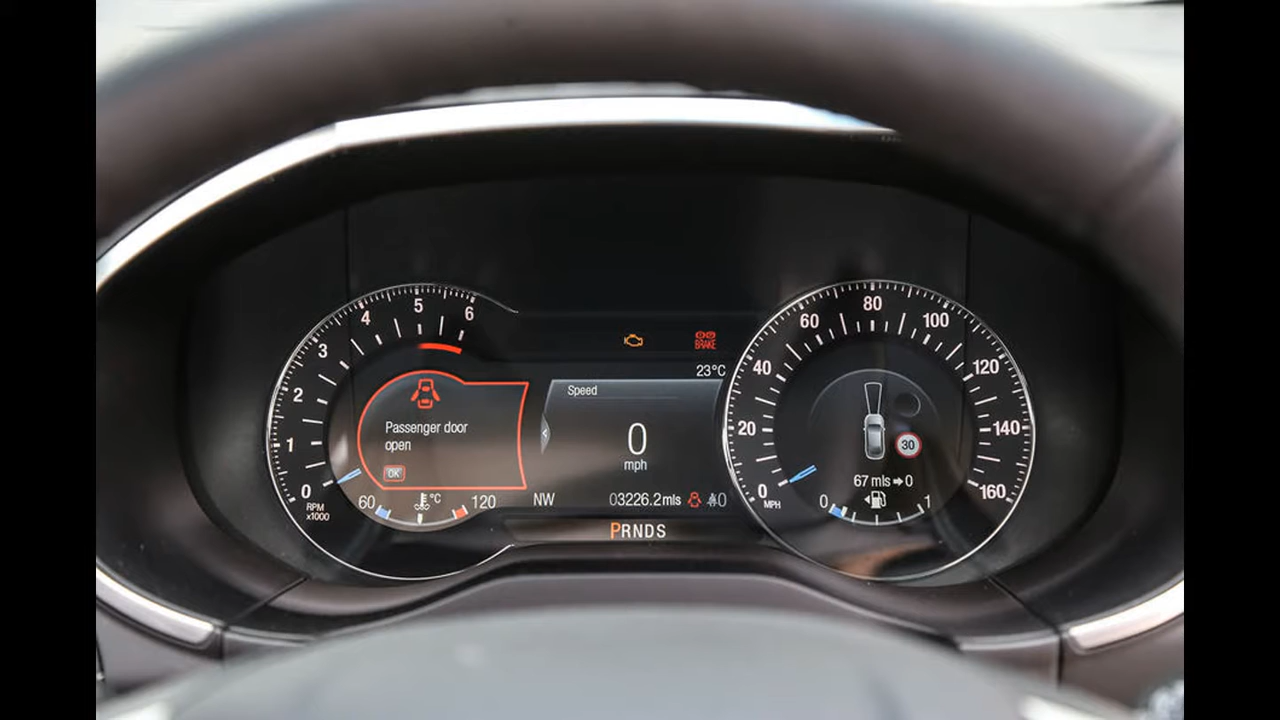 0
1
2
3
4
5
6
RPM
x1000
Passenger door
open
OK
60
°C
120
BRAKE
23°C
Speed
0
mph
NW
03226.2mls
PRNDS
0
20
40
60
80
100
120
140
160
MPH
30
67 mls➡0
0
1